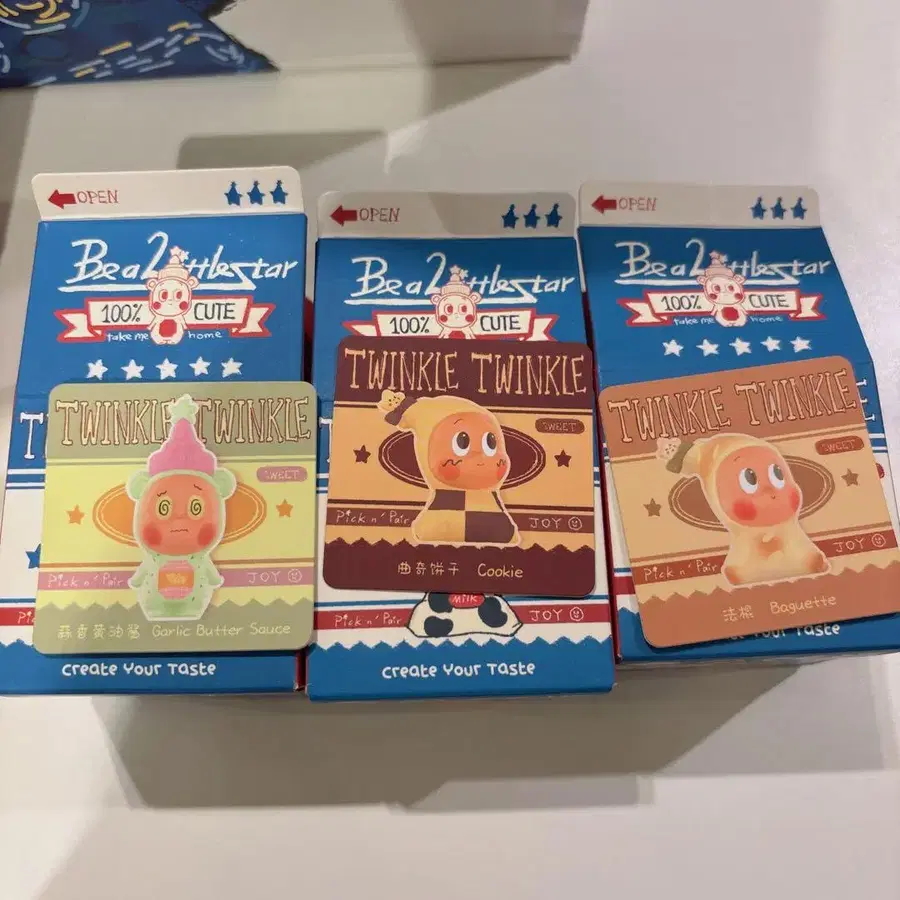 OPEN
Be a Little Star
100% CUTE
take me home
TWINKLE TWINKLE
SWEET
Pick n' Pair JOY
蒜香黄油酱 Garlic Butter Sauce
Create Your Taste
OPEN
Be a Little Star
100% CUTE
TWINKLE TWINKLE
SWEET
Pick n' Pair JOY
曲奇饼干 Cookie
Milk
Pick n' Pair JOY
Create Your Taste
OPEN
Be a Little Star
100% CUTE
take me home
TWINKLE TWINKLE
SWEET
Pick n' Pair JOY
法棍 Baguette
te Your Taste